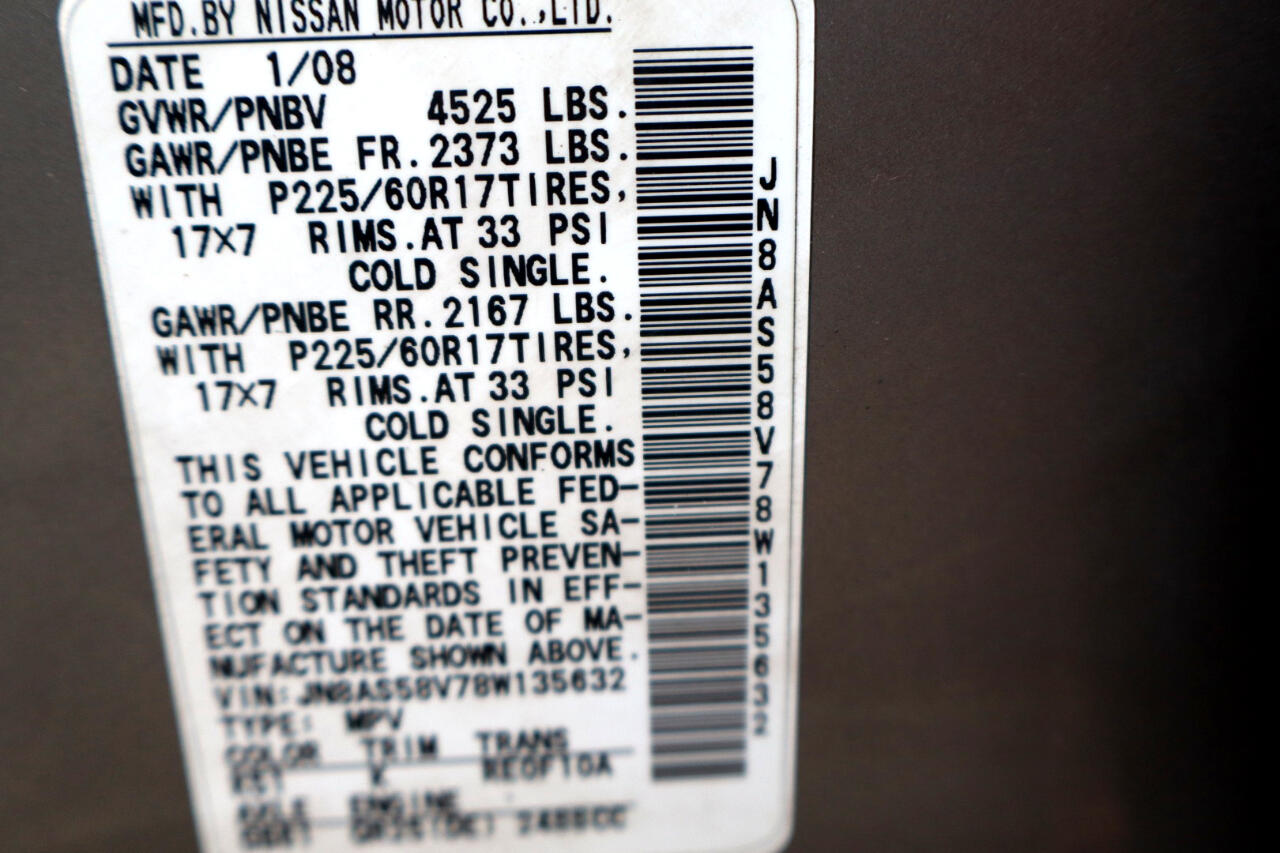 MFD.BY NISSAN MOTOR CO.,LTD.
DATE 1/08
GVWR/PNBV 4525 LBS.
GAWR/PNBE FR.2373 LBS.
WITH P225/60R17TIRES,
17×7 RIMS.AT 33 PSI
COLD SINGLE.
GAWR/PNBE RR.2167 LBS.
WITH P225/60R17TIRES,
17×7 RIMS.AT 33 PSI
COLD SINGLE.
THIS VEHICLE CONFORMS
TO ALL APPLICABLE FED-
ERAL MOTOR VEHICLE SA-
FETY AND THEFT PREVEN-
TION STANDARDS IN EFF-
ECT ON THE DATE OF MA-
NUFACTURE SHOWN ABOVE.
VIN:JN8AS58V78W135632
TYPE: MPV
COLOR TRIM TRANS
K RE0F10A
AXLE ENGINE
JN8AS58V78W135632